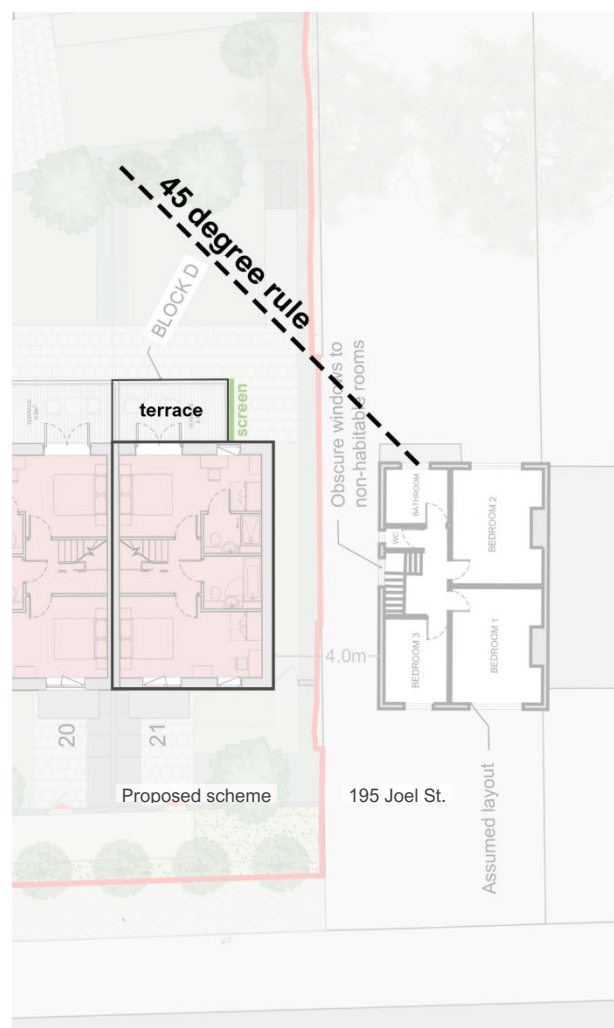 45 degree rule
BLOCK D
terrace
screen
TERRACE
Obscure windows to
non-habitable rooms
BATHROOM
WC
BEDROOM 2
BEDROOM 3
BEDROOM 1
4.0m
20
21
Proposed scheme
195 Joel St.
Assumed layout